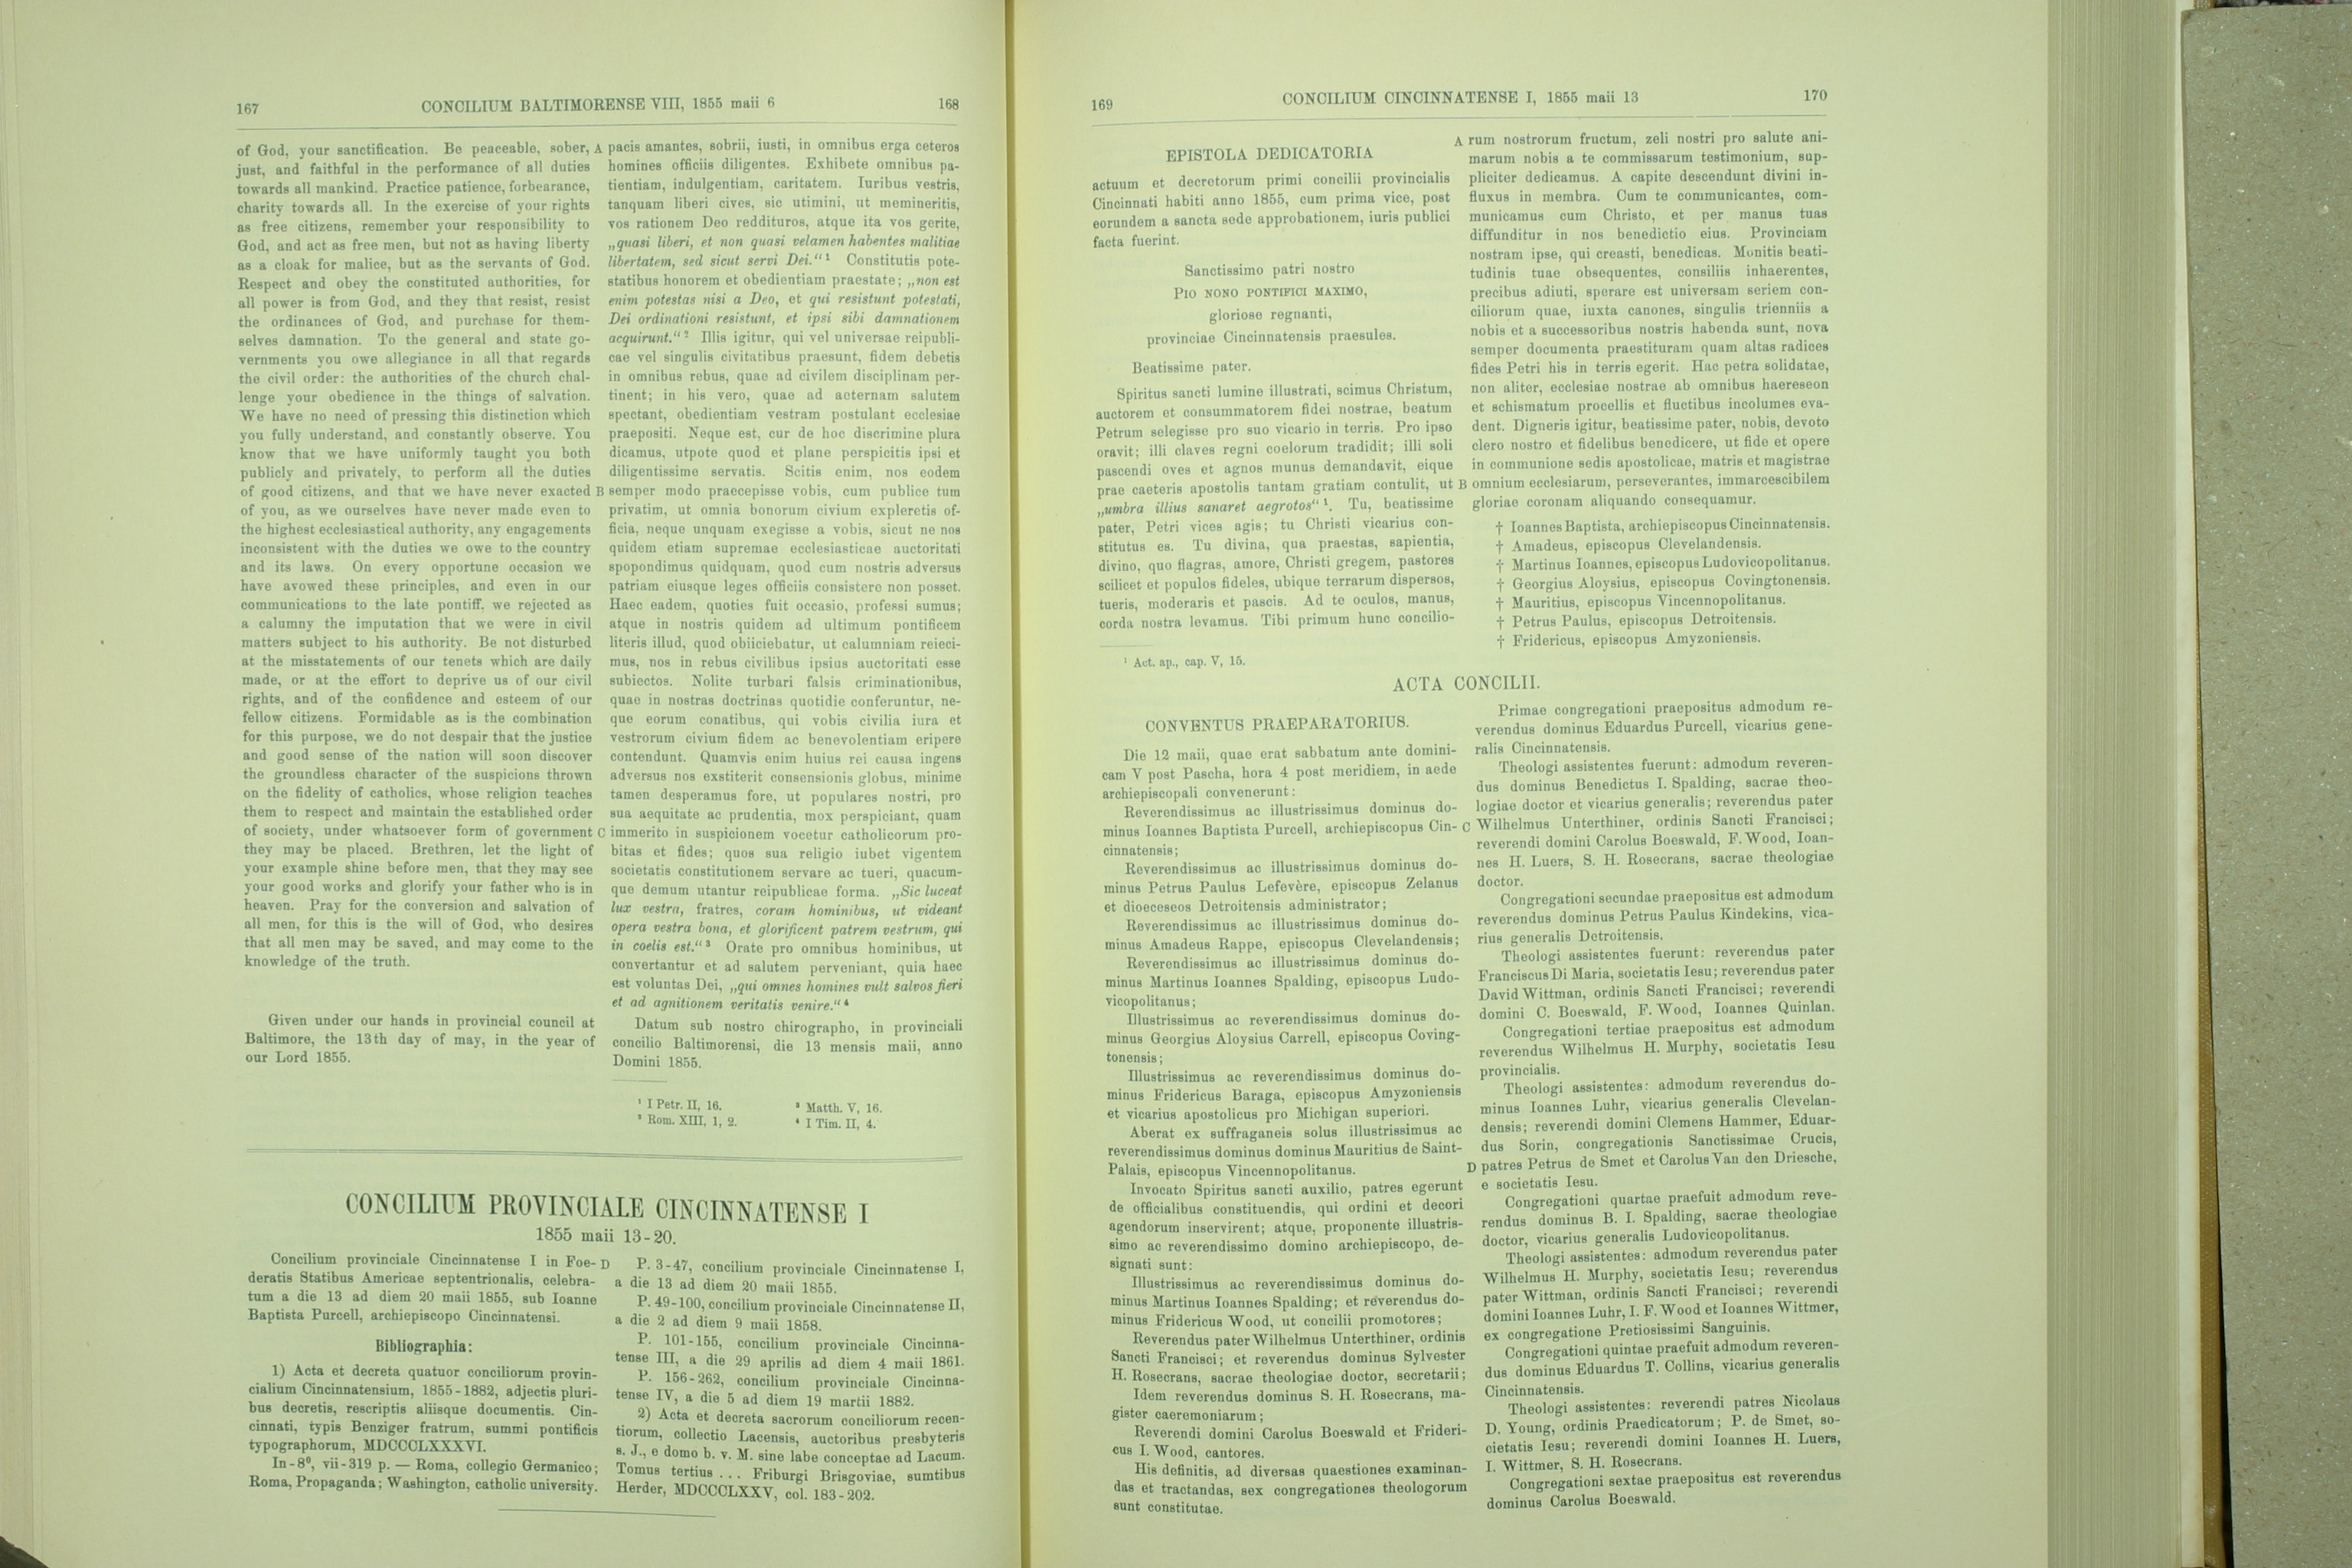 167
CONCILIUM BALTIMORENSE VIII, 1855 maii 6
168
of God, your sanctification. Be peaceable, sober,
just, and faithful in the performance of all duties
towards all mankind. Practice patience, forbearance,
charity towards all. In the exercise of your rights
as free citizens, remember your responsibility to
God, and act as free men, but not as having liberty
as a cloak for malice, but as the servants of God.
Respect and obey the constituted authorities, for
all power is from God, and they that resist, resist
the ordinances of God, and purchase for them-
selves damnation. To the general and state go-
vernments you owe allegiance in all that regards
the civil order: the authorities of the church chal-
lenge your obedience in the things of salvation.
We have no need of pressing this distinction which
you fully understand, and constantly observe. You
know that we have uniformly taught you both
publicly and privately, to perform all the duties
of good citizens, and that we have never exacted
of you, as we ourselves have never made even to
the highest ecclesiastical authority, any engagements
inconsistent with the duties we owe to the country
and its laws. On every opportune occasion we
have avowed these principles, and even in our
communications to the late pontiff, we rejected as
a calumny the imputation that we were in civil
matters subject to his authority. Be not disturbed
at the misstatements of our tenets which are daily
made, or at the effort to deprive us of our civil
rights, and of the confidence and esteem of our
fellow citizens. Formidable as is the combination
for this purpose, we do not despair that the justice
and good sense of the nation will soon discover
the groundless character of the suspicions thrown
on the fidelity of catholics, whose religion teaches
them to respect and maintain the established order
of society, under whatsoever form of government
they may be placed. Brethren, let the light of
your example shine before men, that they may see
your good works and glorify your father who is in
heaven. Pray for the conversion and salvation of
all men, for this is the will of God, who desires
that all men may be saved, and may come to the
knowledge of the truth.
Given under our hands in provincial council at
Baltimore, the 13th day of may, in the year of
our Lord 1855.
A
B
C
pacis amantes, sobrii, iusti, in omnibus erga ceteros
homines officiis diligentes. Exhibete omnibus pa-
tientiam, indulgentiam, caritatem. Iuribus vestris,
tanquam liberi cives, sic utimini, ut memineritis,
vos rationem Deo reddituros, atque ita vos gerite,
„quasi liberi, et non quasi velamen habentes malitiae
libertatem, sed sicut servi Dei.“ ¹ Constitutis pote-
statibus honorem et obedientiam praestate; „non est
enim potestas nisi a Deo, et qui resistunt potestati,
Dei ordinationi resistunt, et ipsi sibi damnationem
acquirunt.“ ² Illis igitur, qui vel universae reipubli-
cae vel singulis civitatibus praesunt, fidem debetis
in omnibus rebus, quae ad civilem disciplinam per-
tinent; in his vero, quae ad aeternam salutem
spectant, obedientiam vestram postulant ecclesiae
praepositi. Neque est, cur de hoc discrimine plura
dicamus, utpote quod et plane perspicitis ipsi et
diligentissime servatis. Scitis enim, nos eodem
semper modo praecepisse vobis, cum publice tum
privatim, ut omnia bonorum civium expleretis of-
ficia, neque unquam exegisse a vobis, sicut ne nos
quidem etiam supremae ecclesiasticae auctoritati
spopondimus quidquam, quod cum nostris adversus
patriam eiusque leges officiis consistere non posset.
Haec eadem, quoties fuit occasio, professi sumus;
atque in nostris quidem ad ultimum pontificem
literis illud, quod obiiciebatur, ut calumniam reieci-
mus, nos in rebus civilibus ipsius auctoritati esse
subiectos. Nolite turbari falsis criminationibus,
quae in nostras doctrinas quotidie conferuntur, ne-
que eorum conatibus, qui vobis civilia iura et
vestrorum civium fidem ac benevolentiam eripere
contendunt. Quamvis enim huius rei causa ingens
adversus nos exstiterit consensionis globus, minime
tamen desperamus fore, ut populares nostri, pro
sua aequitate ac prudentia, mox perspiciant, quam
immerito in suspicionem vocetur catholicorum pro-
bitas et fides; quos sua religio iubet vigentem
societatis constitutionem servare ac tueri, quacum-
que demum utantur reipublicae forma. „Sic luceat
lux vestra, fratres, coram hominibus, ut videant
opera vestra bona, et glorificent patrem vestrum, qui
in coelis est.“ ³ Orate pro omnibus hominibus, ut
convertantur et ad salutem perveniant, quia haec
est voluntas Dei, „qui omnes homines vult salvos fieri
et ad agnitionem veritatis venire.“ ⁴
Datum sub nostro chirographo, in provinciali
concilio Baltimorensi, die 13 mensis maii, anno
Domini 1855.
¹ I Petr. II, 16.
² Rom. XIII, 1, 2.
³ Matth. V, 16.
⁴ I Tim. II, 4.
CONCILIUM PROVINCIALE CINCINNATENSE I
1855 maii 13-20.
Concilium provinciale Cincinnatense I in Foe-
deratis Statibus Americae septentrionalis, celebra-
tum a die 13 ad diem 20 maii 1855, sub Ioanne
Baptista Purcell, archiepiscopo Cincinnatensi.
Bibliographia:
1) Acta et decreta quatuor conciliorum provin-
cialium Cincinnatensium, 1855-1882, adjectis pluri-
bus decretis, rescriptis aliisque documentis. Cin-
cinnati, typis Benziger fratrum, summi pontificis
typographorum, MDCCCLXXXVI.
In-8⁰, vii-319 p. — Roma, collegio Germanico;
Roma, Propaganda; Washington, catholic university.
D
P. 3-47, concilium provinciale Cincinnatense I,
a die 13 ad diem 20 maii 1855.
P. 49-100, concilium provinciale Cincinnatense II,
a die 2 ad diem 9 maii 1858.
P. 101-155, concilium provinciale Cincinna-
tense III, a die 29 aprilis ad diem 4 maii 1861.
P. 156-262, concilium provinciale Cincinna-
tense IV, a die 5 ad diem 19 martii 1882.
2) Acta et decreta sacrorum conciliorum recen-
tiorum, collectio Lacensis, auctoribus presbyteris
s. J., e domo b. v. M. sine labe conceptae ad Lacum.
Tomus tertius ... Friburgi Brisgoviae, sumtibus
Herder, MDCCCLXXV, col. 183-202.
169
CONCILIUM CINCINNATENSE I, 1855 maii 13
170
EPISTOLA DEDICATORIA
actuum et decretorum primi concilii provincialis
Cincinnati habiti anno 1855, cum prima vice, post
eorundem a sancta sede approbationem, iuris publici
facta fuerint.
Sanctissimo patri nostro
PIO NONO PONTIFICI MAXIMO,
gloriose regnanti,
provinciae Cincinnatensis praesules.
Beatissime pater.
Spiritus sancti lumine illustrati, scimus Christum,
auctorem et consummatorem fidei nostrae, beatum
Petrum selegisse pro suo vicario in terris. Pro ipso
oravit; illi claves regni coelorum tradidit; illi soli
pascendi oves et agnos munus demandavit, eique
prae caeteris apostolis tantam gratiam contulit, ut
„umbra illius sanaret aegrotos“ ¹. Tu, beatissime
pater, Petri vices agis; tu Christi vicarius con-
stitutus es. Tu divina, qua praestas, sapientia,
divino, quo flagras, amore, Christi gregem, pastores
scilicet et populos fideles, ubique terrarum dispersos,
tueris, moderaris et pascis. Ad te oculos, manus,
corda nostra levamus. Tibi primum hunc concilio-
¹ Act. ap., cap. V, 15.
A
B
rum nostrorum fructum, zeli nostri pro salute ani-
marum nobis a te commissarum testimonium, sup-
pliciter dedicamus. A capite descendunt divini in-
fluxus in membra. Cum te communicantes, com-
municamus cum Christo, et per manus tuas
diffunditur in nos benedictio eius. Provinciam
nostram ipse, qui creasti, benedicas. Monitis beati-
tudinis tuae obsequentes, consiliis inhaerentes,
precibus adiuti, sperare est universam seriem con-
ciliorum quae, iuxta canones, singulis trienniis a
nobis et a successoribus nostris habenda sunt, nova
semper documenta praestituram quam altas radices
fides Petri his in terris egerit. Hac petra solidatae,
non aliter, ecclesiae nostrae ab omnibus haereseon
et schismatum procellis et fluctibus incolumes eva-
dent. Digneris igitur, beatissime pater, nobis, devoto
clero nostro et fidelibus benedicere, ut fide et opere
in communione sedis apostolicae, matris et magistrae
omnium ecclesiarum, perseverantes, immarcescibilem
gloriae coronam aliquando consequamur.
† Ioannes Baptista, archiepiscopus Cincinnatensis.
† Amadeus, episcopus Clevelandensis.
† Martinus Ioannes, episcopus Ludovicopolitanus.
† Georgius Aloysius, episcopus Covingtonensis.
† Mauritius, episcopus Vincennopolitanus.
† Petrus Paulus, episcopus Detroitensis.
† Fridericus, episcopus Amyzoniensis.
ACTA CONCILII.
CONVENTUS PRAEPARATORIUS.
Die 12 maii, quae erat sabbatum ante domini-
cam V post Pascha, hora 4 post meridiem, in aede
archiepiscopali convenerunt:
Reverendissimus ac illustrissimus dominus do-
minus Ioannes Baptista Purcell, archiepiscopus Cin-
cinnatensis;
Reverendissimus ac illustrissimus dominus do-
minus Petrus Paulus Lefevère, episcopus Zelanus
et dioeceseos Detroitensis administrator;
Reverendissimus ac illustrissimus dominus do-
minus Amadeus Rappe, episcopus Clevelandensis;
Reverendissimus ac illustrissimus dominus do-
minus Martinus Ioannes Spalding, episcopus Ludo-
vicopolitanus;
Illustrissimus ac reverendissimus dominus do-
minus Georgius Aloysius Carrell, episcopus Coving-
tonensis;
Illustrissimus ac reverendissimus dominus do-
minus Fridericus Baraga, episcopus Amyzoniensis
et vicarius apostolicus pro Michigan superiori.
Aberat ex suffraganeis solus illustrissimus ac
reverendissimus dominus dominus Mauritius de Saint-
Palais, episcopus Vincennopolitanus.
Invocato Spiritus sancti auxilio, patres egerunt
de officialibus constituendis, qui ordini et decori
agendorum inservirent; atque, proponente illustris-
simo ac reverendissimo domino archiepiscopo, de-
signati sunt:
Illustrissimus ac reverendissimus dominus do-
minus Martinus Ioannes Spalding; et reverendus do-
minus Fridericus Wood, ut concilii promotores;
Reverendus pater Wilhelmus Unterthiner, ordinis
Sancti Francisci; et reverendus dominus Sylvester
H. Rosecrans, sacrae theologiae doctor, secretarii;
Idem reverendus dominus S. H. Rosecrans, ma-
gister caeremoniarum;
Reverendi domini Carolus Boeswald et Frideri-
cus I. Wood, cantores.
His definitis, ad diversas quaestiones examinan-
das et tractandas, sex congregationes theologorum
sunt constitutae.
C
D
Primae congregationi praepositus admodum re-
verendus dominus Eduardus Purcell, vicarius gene-
ralis Cincinnatensis.
Theologi assistentes fuerunt: admodum reveren-
dus dominus Benedictus I. Spalding, sacrae theo-
logiae doctor et vicarius generalis; reverendus pater
Wilhelmus Unterthiner, ordinis Sancti Francisci;
reverendi domini Carolus Boeswald, F. Wood, Ioan-
nes H. Luers, S. H. Rosecrans, sacrae theologiae
doctor.
Congregationi secundae praepositus est admodum
reverendus dominus Petrus Paulus Kindekins, vica-
rius generalis Detroitensis.
Theologi assistentes fuerunt: reverendus pater
Franciscus Di Maria, societatis Iesu; reverendus pater
David Wittman, ordinis Sancti Francisci; reverendi
domini C. Boeswald, F. Wood, Ioannes Quinlan.
Congregationi tertiae praepositus est admodum
reverendus Wilhelmus H. Murphy, societatis Iesu
provincialis.
Theologi assistentes: admodum reverendus do-
minus Ioannes Luhr, vicarius generalis Clevelan-
densis; reverendi domini Clemens Hammer, Eduar-
dus Sorin, congregationis Sanctissimae Crucis,
patres Petrus de Smet et Carolus Van den Driesche,
e societatis Iesu.
Congregationi quartae praefuit admodum reve-
rendus dominus B. I. Spalding, sacrae theologiae
doctor, vicarius generalis Ludovicopolitanus.
Theologi assistentes: admodum reverendus pater
Wilhelmus H. Murphy, societatis Iesu; reverendus
pater Wittman, ordinis Sancti Francisci; reverendi
domini Ioannes Luhr, I. F. Wood et Ioannes Wittmer,
ex congregatione Pretiosissimi Sanguinis.
Congregationi quintae praefuit admodum reveren-
dus dominus Eduardus T. Collins, vicarius generalis
Cincinnatensis.
Theologi assistentes: reverendi patres Nicolaus
D. Young, ordinis Praedicatorum; P. de Smet, so-
cietatis Iesu; reverendi domini Ioannes H. Luers,
I. Wittmer, S. H. Rosecrans.
Congregationi sextae praepositus est reverendus
dominus Carolus Boeswald.